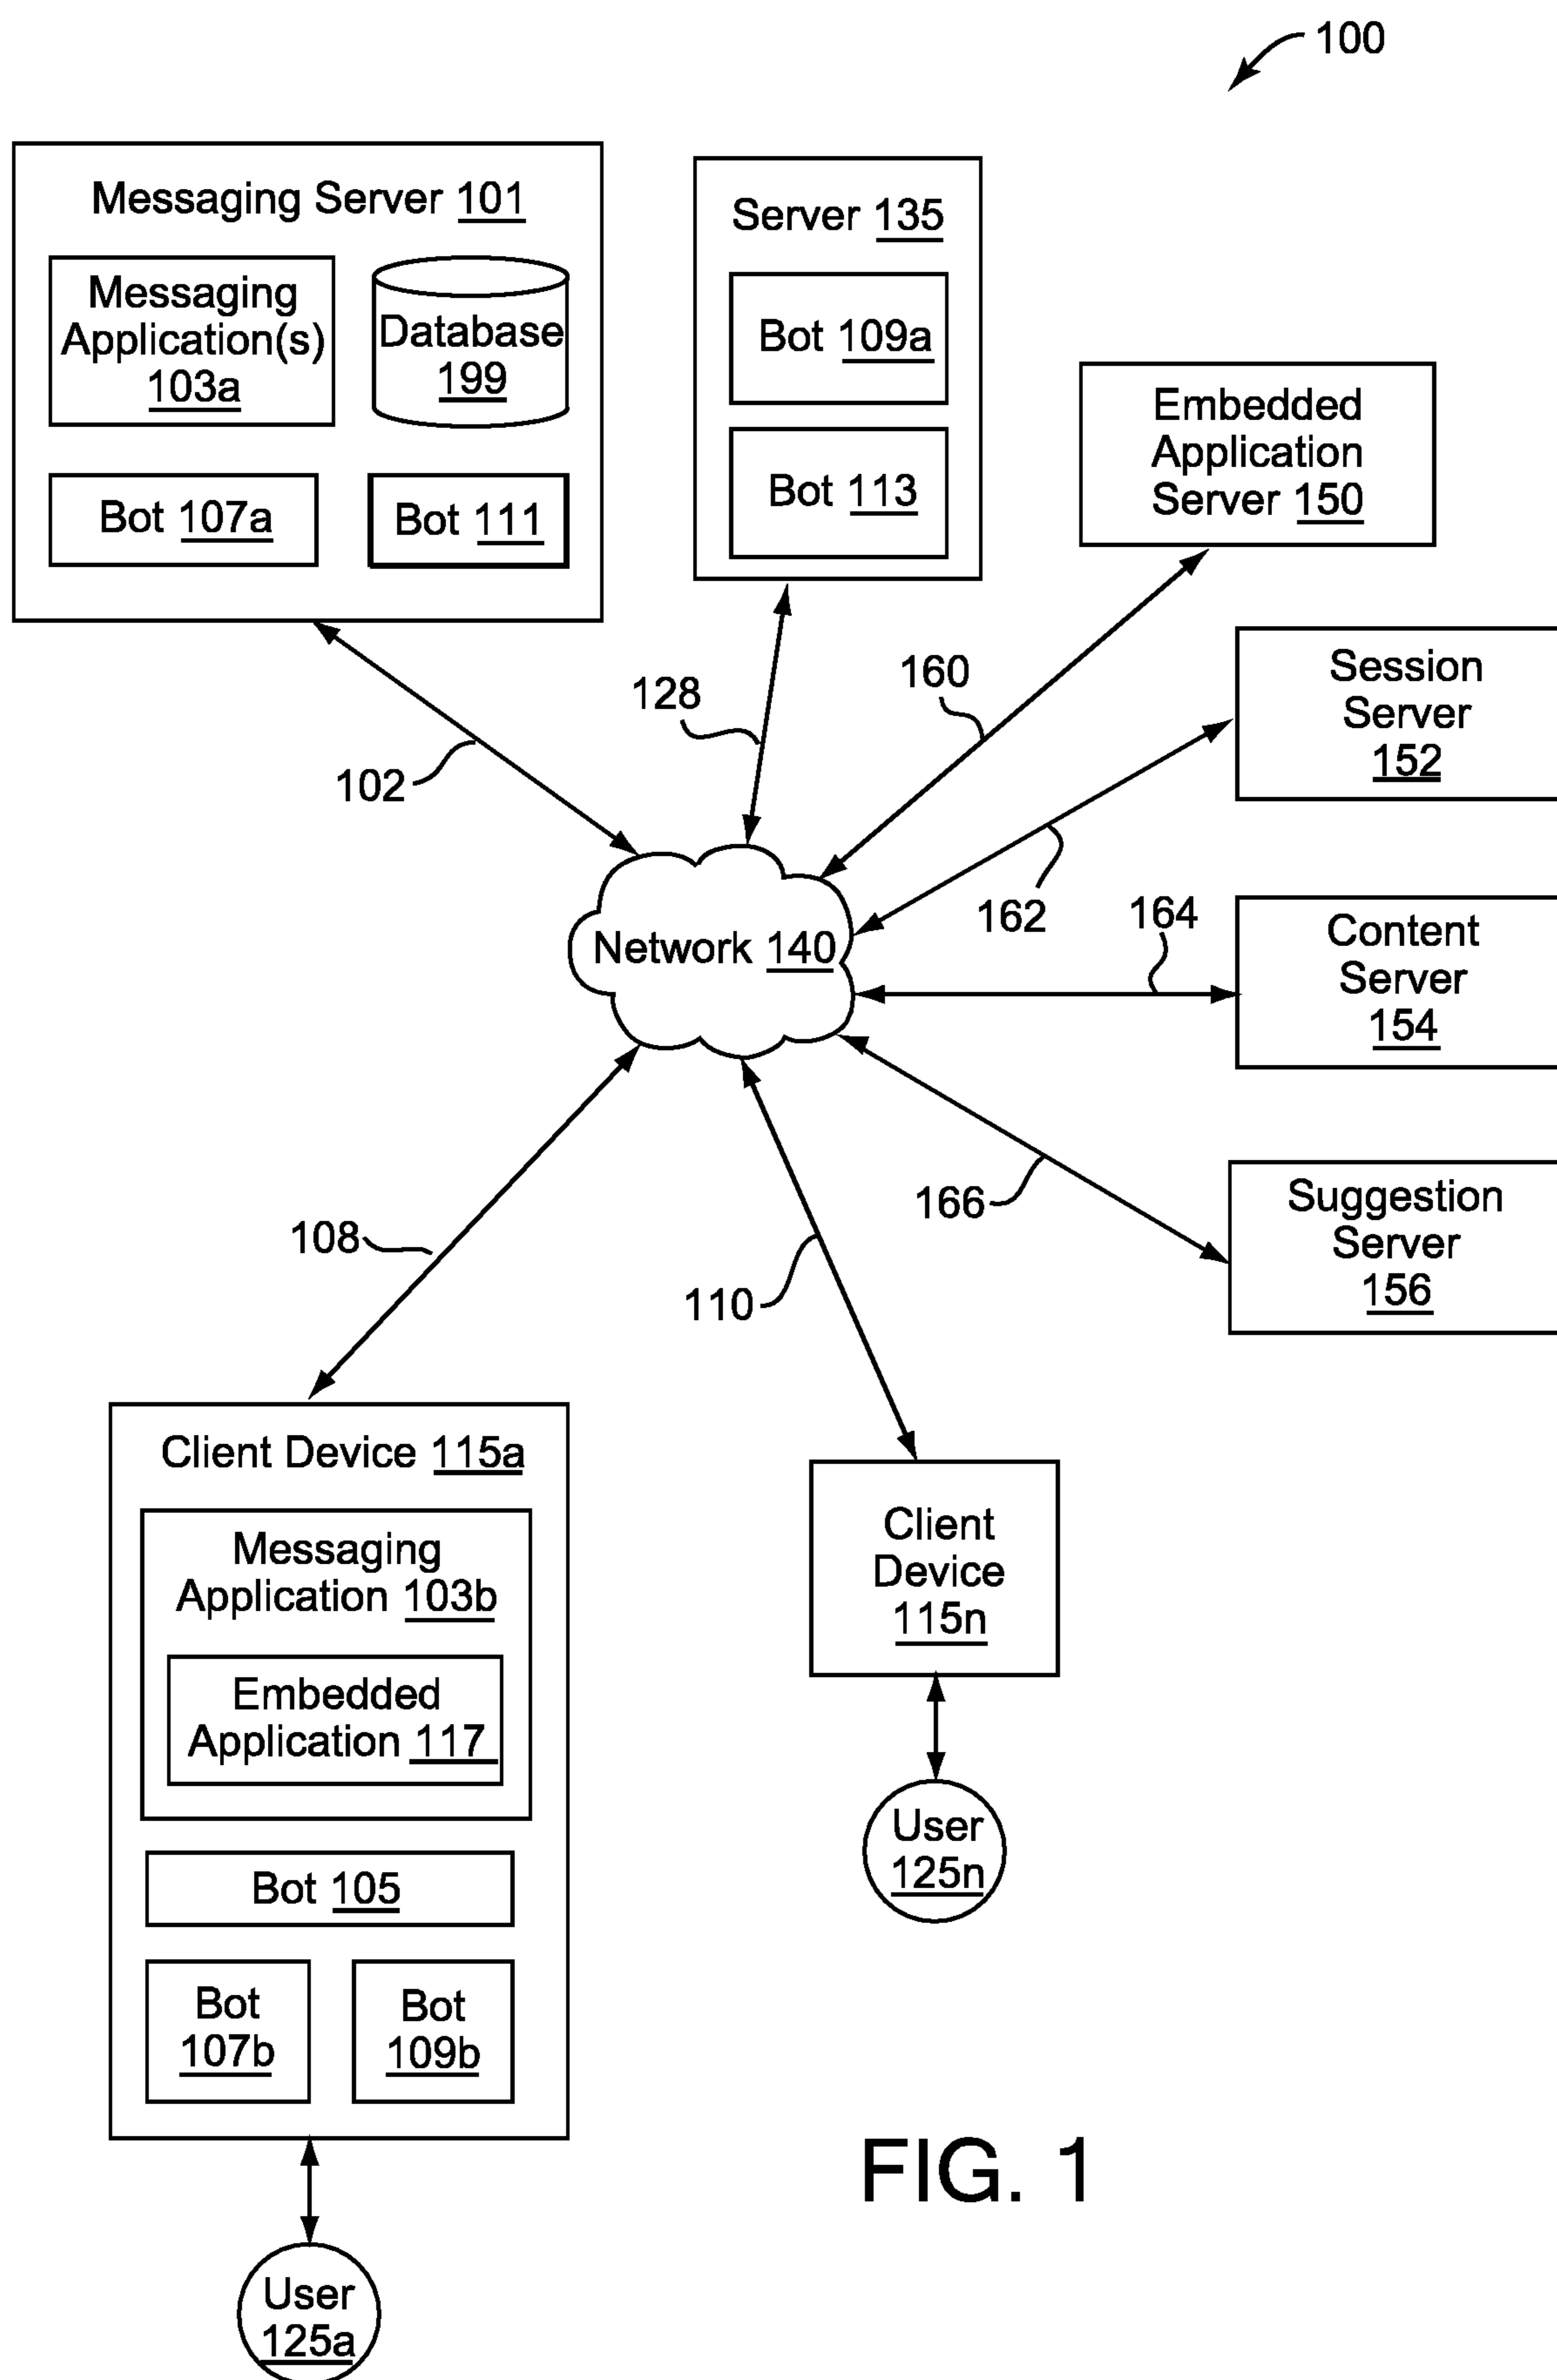 100
Messaging Server 101
Messaging
Application(s)
103a
Database
199
Bot 107a
Bot 111
Server 135
Bot 109a
Bot 113
Embedded
Application
Server 150
Session
Server
152
Content
Server
154
Suggestion
Server
156
102
128
160
162
164
166
Network 140
108
110
Client Device 115a
Messaging
Application 103b
Embedded
Application 117
Bot 105
Bot
107b
Bot
109b
User
125a
Client
Device
115n
User
125n
FIG. 1